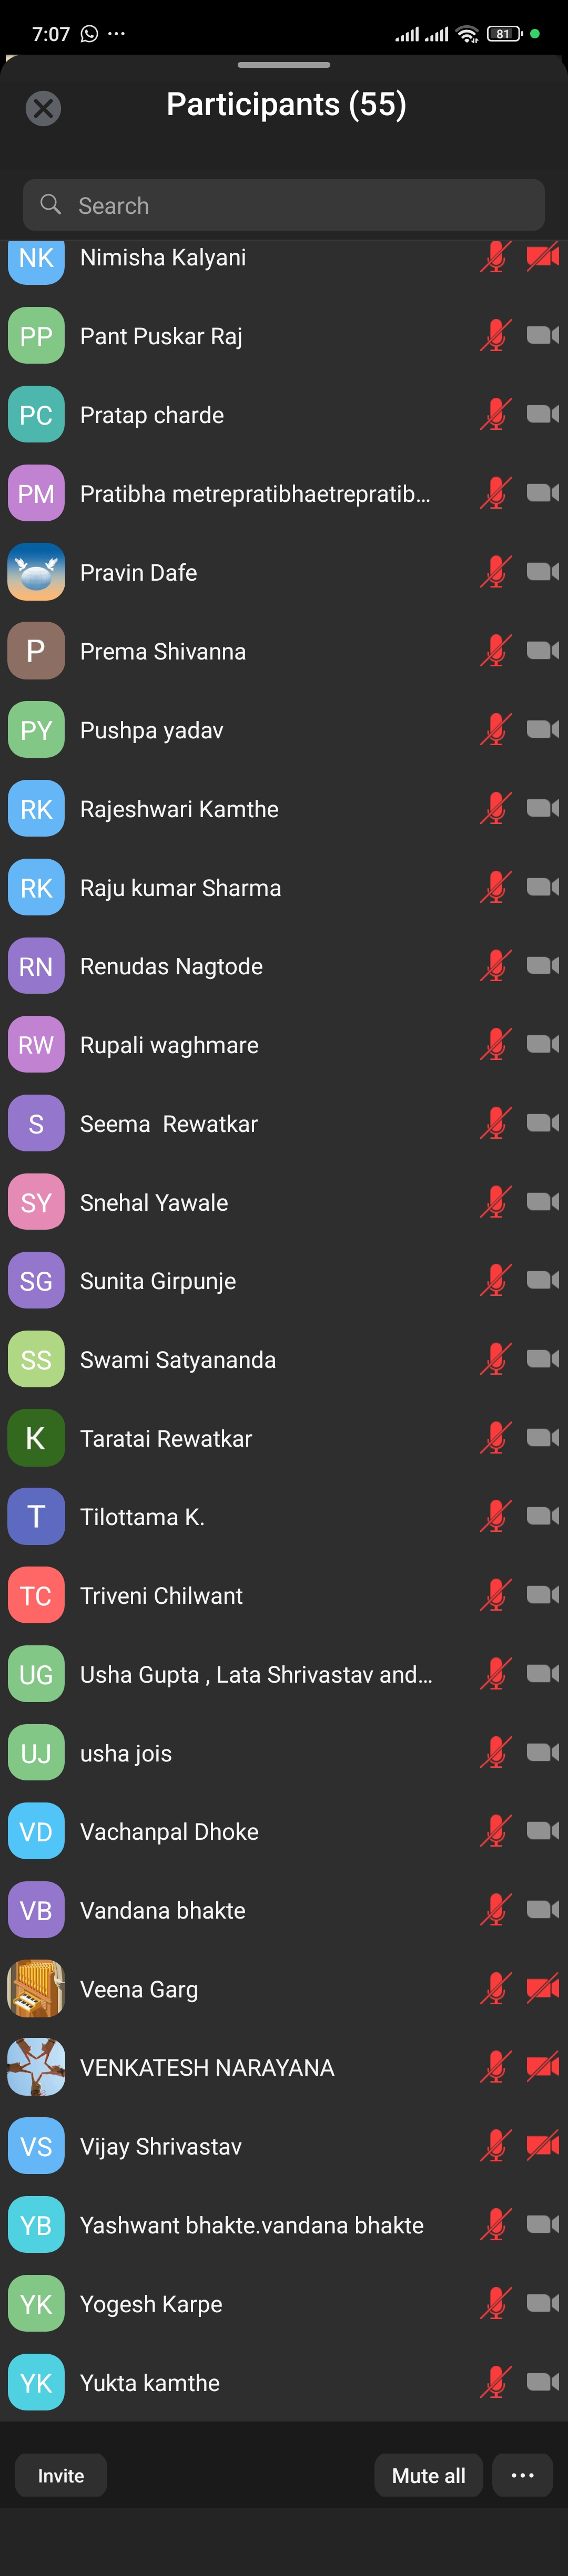 7:07 ... 81
Participants (55)
Search
NK Nimisha Kalyani
PP Pant Puskar Raj
PC Pratap charde
PM Pratibha metrepratibhaetrepratib...
Pravin Dafe
P Prema Shivanna
PY Pushpa yadav
RK Rajeshwari Kamthe
RK Raju kumar Sharma
RN Renudas Nagtode
RW Rupali waghmare
S Seema  Rewatkar
SY Snehal Yawale
SG Sunita Girpunje
SS Swami Satyananda
K Taratai Rewatkar
T Tilottama K.
TC Triveni Chilwant
UG Usha Gupta , Lata Shrivastav and...
UJ usha jois
VD Vachanpal Dhoke
VB Vandana bhakte
Veena Garg
VENKATESH NARAYANA
VS Vijay Shrivastav
YB Yashwant bhakte.vandana bhakte
YK Yogesh Karpe
YK Yukta kamthe
Invite Mute all ...